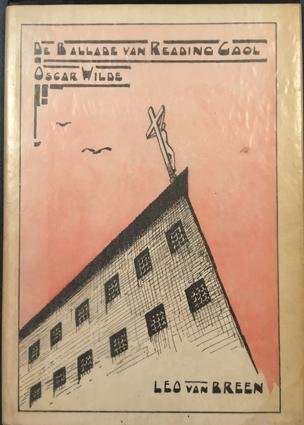 DE BALLADE VAN READING GAOL
OSCAR WILDE
LEO VAN BREEN